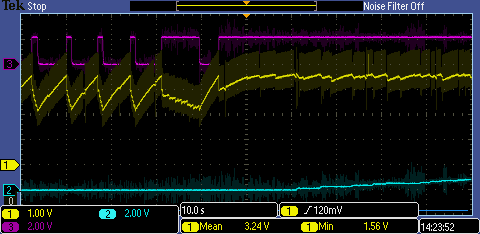 Tek Stop Noise Filter Off
3
1
2
0
1 1.00 V 2 2.00 V 10.0 s 1 120mV
3 2.00 V 1 Mean 3.24 V 1 Min 1.56 V 14:23:52